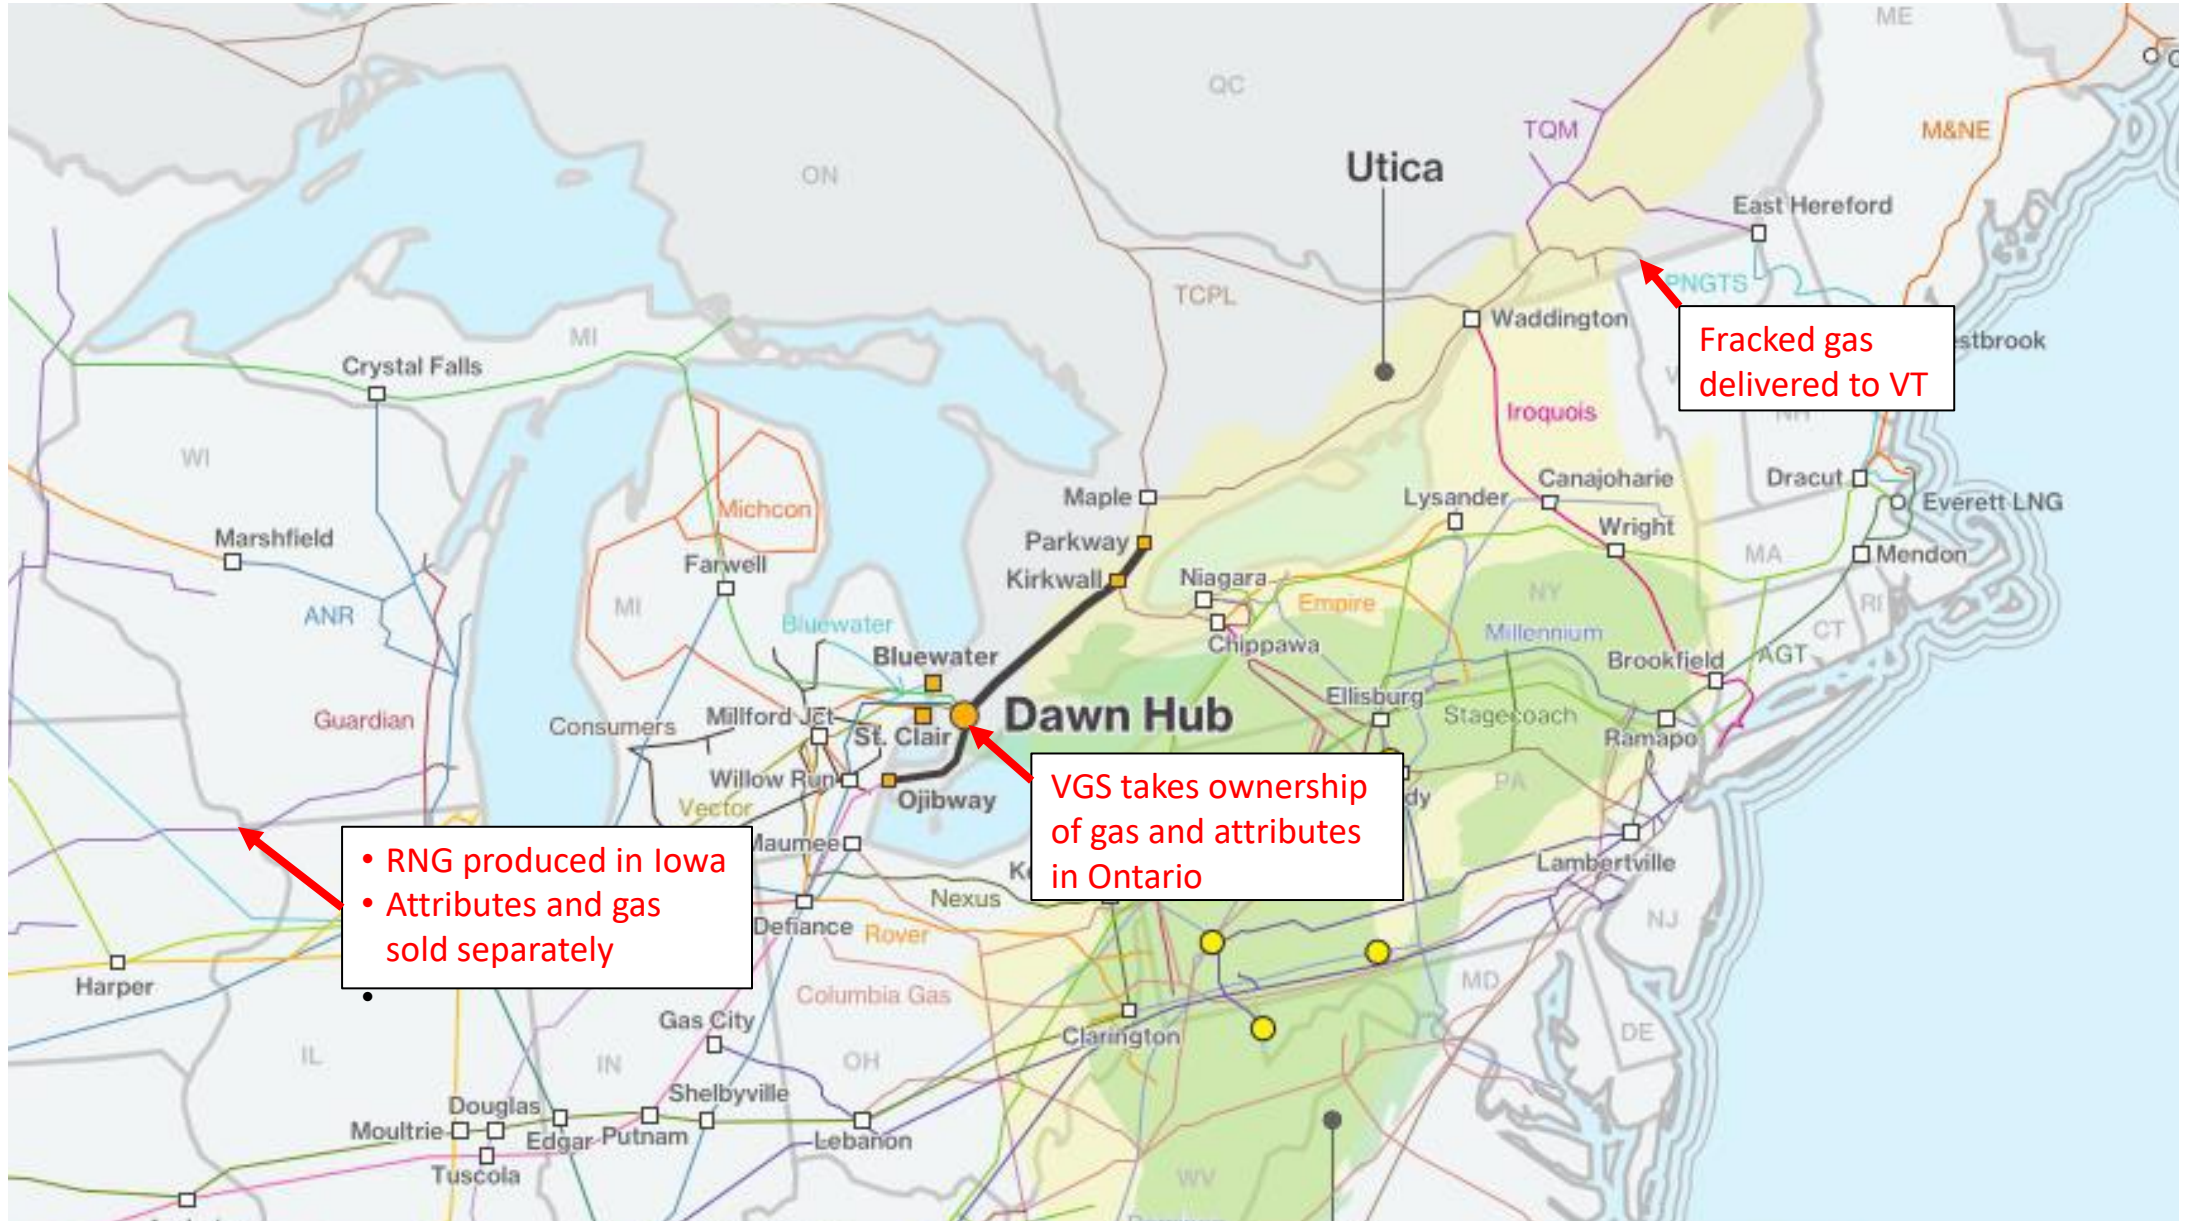 ME
QC
TQM
M&NE
Utica
ON
East Hereford
TCPL
PNGTS
Waddington
MI
Fracked gas
delivered to VT
Crystal Falls
Iroquois
NH
WI
Michcon
Maple
Lysander
Canajoharie
Dracut
Everett LNG
Marshfield
Parkway
Wright
MA
Mendon
Farwell
Kirkwall
Niagara
ANR
MI
Empire
NY
RI
Bluewater
Chippawa
Millennium
CT
Bluewater
Brookfield
AGT
Guardian
Consumers
Millford Jct
St. Clair
Dawn Hub
Ellisburg
Stagecoach
Ramapo
Willow Run
Ojibway
VGS takes ownership
of gas and attributes
in Ontario
PA
Vector
Maumee
Lambertville
• RNG produced in Iowa
• Attributes and gas
sold separately
•
Nexus
Defiance
Rover
NJ
Harper
Columbia Gas
MD
Gas City
Clarington
DE
IL
IN
OH
Shelbyville
Douglas
Moultrie
Edgar
Putnam
Lebanon
Tuscola
WV